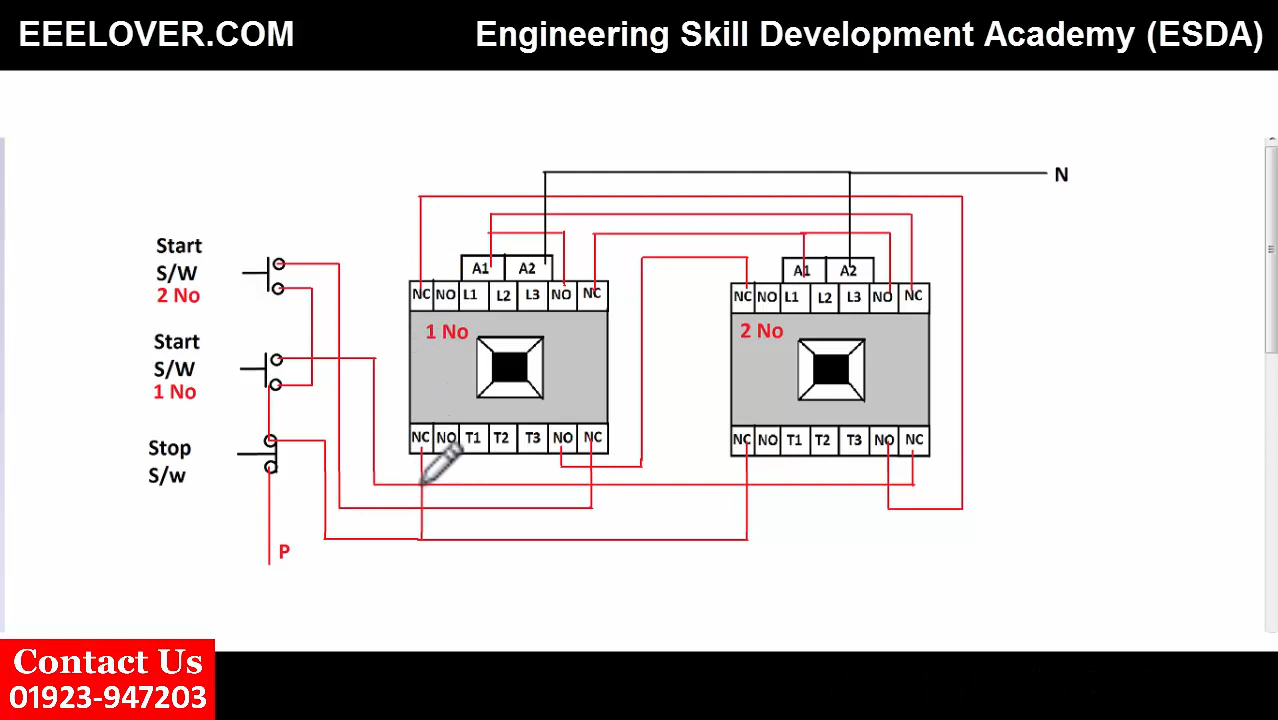 EEELOVER.COM Engineering Skill Development Academy (ESDA)
N
Start
S/W
2 No
Start
S/W
1 No
Stop
S/w
P
A1 A2
NC NO L1 L2 L3 NO NC
1 No
NC NO T1 T2 T3 NO NC
A1 A2
NC NO L1 L2 L3 NO NC
2 No
NC NO T1 T2 T3 NO NC
Contact Us
01923-947203